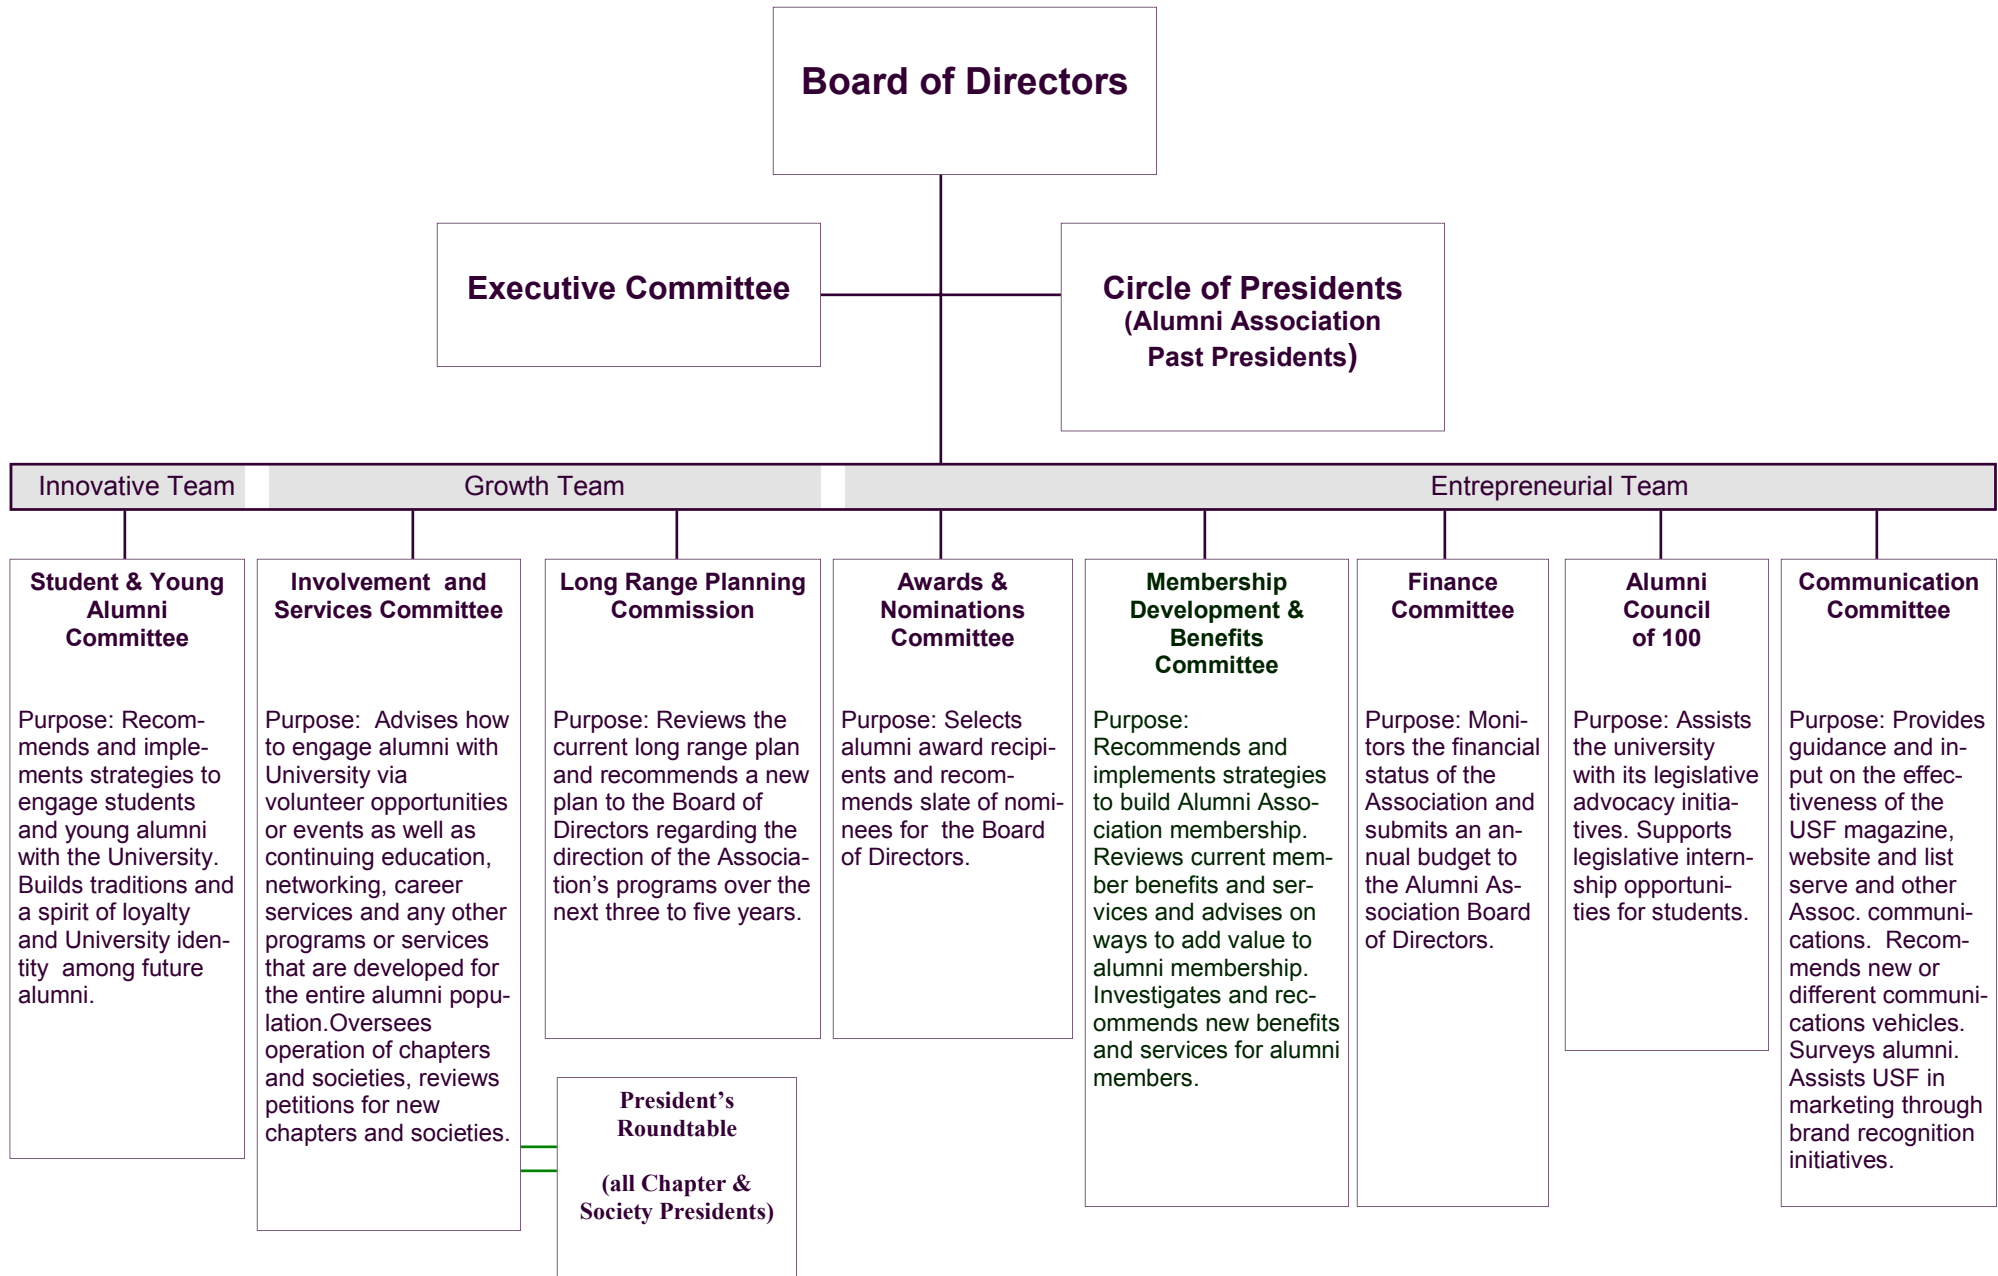 Board of Directors
Executive Committee
Circle of Presidents
(Alumni Association
Past Presidents)
Innovative Team
Growth Team
Entrepreneurial Team
Student & Young
Alumni
Committee
Purpose: Recom-
mends and imple-
ments strategies to
engage students
and young alumni
with the University.
Builds traditions and
a spirit of loyalty
and University iden-
tity  among future
alumni.
Involvement  and
Services Committee
Purpose:  Advises how
to engage alumni with
University via
volunteer opportunities
or events as well as
continuing education,
networking, career
services and any other
programs or services
that are developed for
the entire alumni popu-
lation.Oversees
operation of chapters
and societies, reviews
petitions for new
chapters and societies.
Long Range Planning
Commission
Purpose: Reviews the
current long range plan
and recommends a new
plan to the Board of
Directors regarding the
direction of the Associa-
tion’s programs over the
next three to five years.
President’s
Roundtable
(all Chapter &
Society Presidents)
Awards &
Nominations
Committee
Purpose: Selects
alumni award recipi-
ents and recom-
mends slate of nomi-
nees for  the Board
of Directors.
Membership
Development &
Benefits
Committee
Purpose:
Recommends and
implements strategies
to build Alumni Asso-
ciation membership.
Reviews current mem-
ber benefits and ser-
vices and advises on
ways to add value to
alumni membership.
Investigates and rec-
ommends new benefits
and services for alumni
members.
Finance
Committee
Purpose: Moni-
tors the financial
status of the
Association and
submits an an-
nual budget to
the Alumni As-
sociation Board
of Directors.
Alumni
Council
of 100
Purpose: Assists
the university
with its legislative
advocacy initia-
tives. Supports
legislative intern-
ship opportuni-
ties for students.
Communication
Committee
Purpose: Provides
guidance and in-
put on the effec-
tiveness of the
USF magazine,
website and list
serve and other
Assoc. communi-
cations.  Recom-
mends new or
different communi-
cations vehicles.
Surveys alumni.
Assists USF in
marketing through
brand recognition
initiatives.